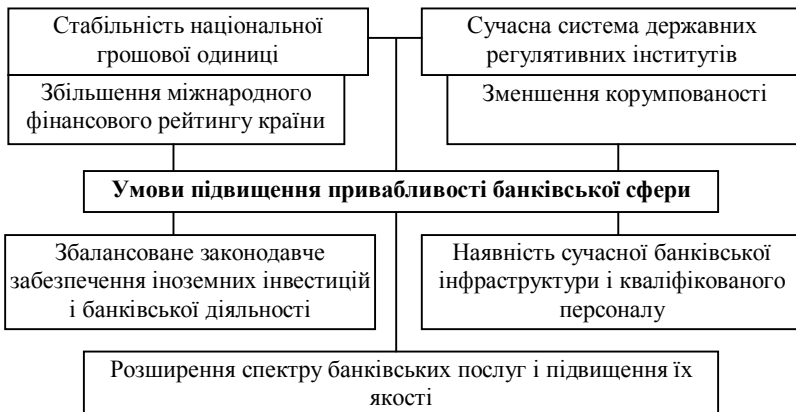 Стабільність національної
грошової одиниці
Сучасна система державних
регулятивних інститутів
Збільшення міжнародного
фінансового рейтингу країни
Зменшення корумпованості
Умови підвищення привабливості банківської сфери
Збалансоване законодавче
забезпечення іноземних інвестицій
і банківської діяльності
Наявність сучасної банківської
інфраструктури і кваліфікованого
персоналу
Розширення спектру банківських послуг і підвищення їх
якості